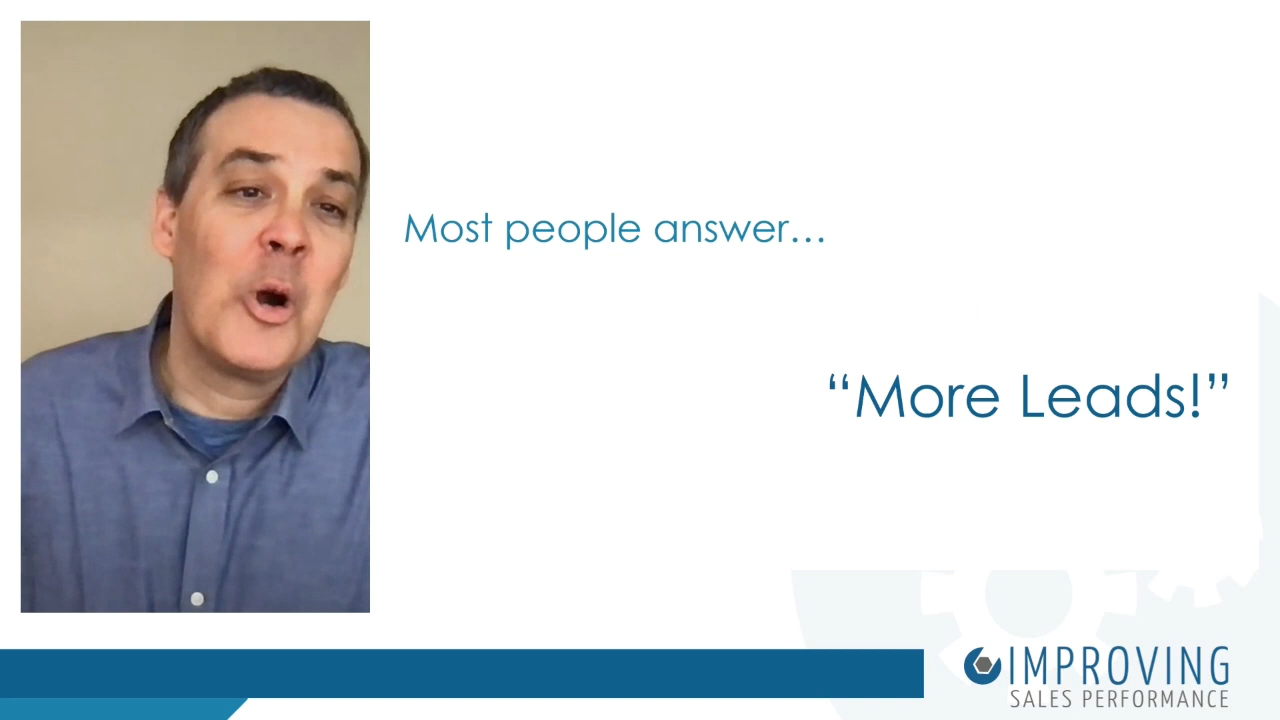 Most people answer…
“More Leads!”
IMPROVING
SALES PERFORMANCE